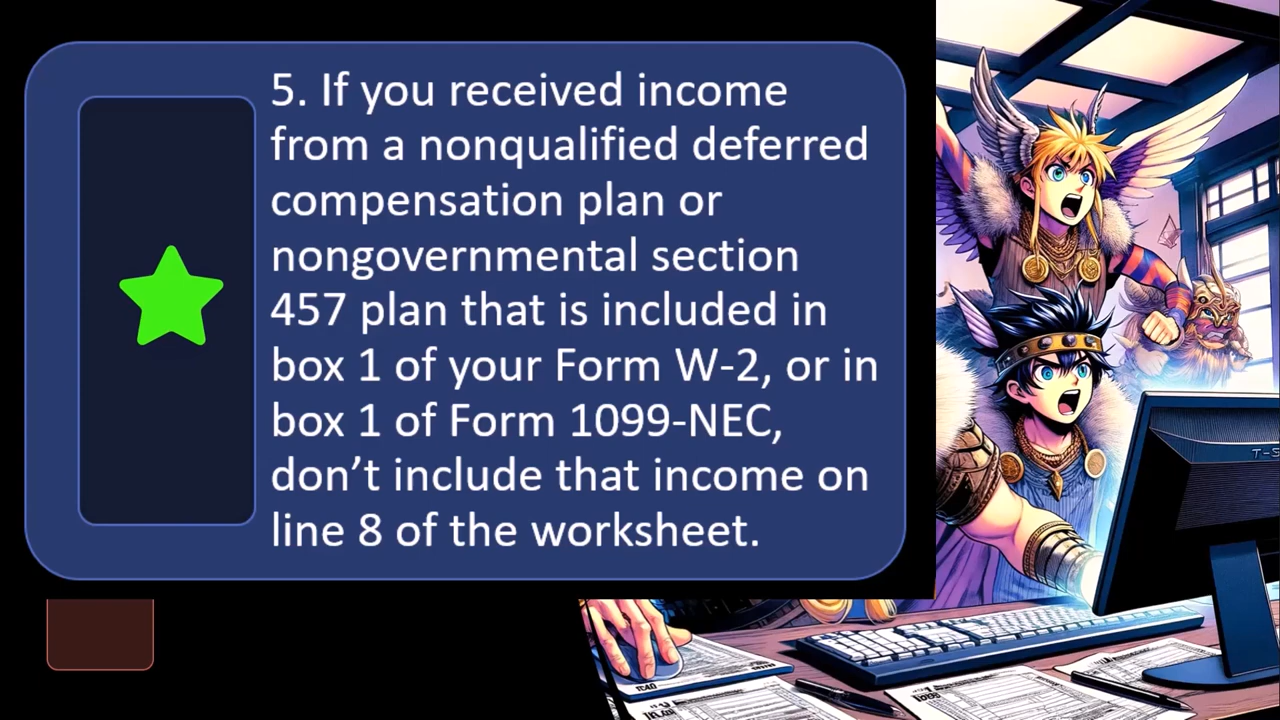 5. If you received income
from a nonqualified deferred
compensation plan or
nongovernmental section
457 plan that is included in
box 1 of your Form W-2, or in
box 1 of Form 1099-NEC,
don’t include that income on
line 8 of the worksheet.
T-S